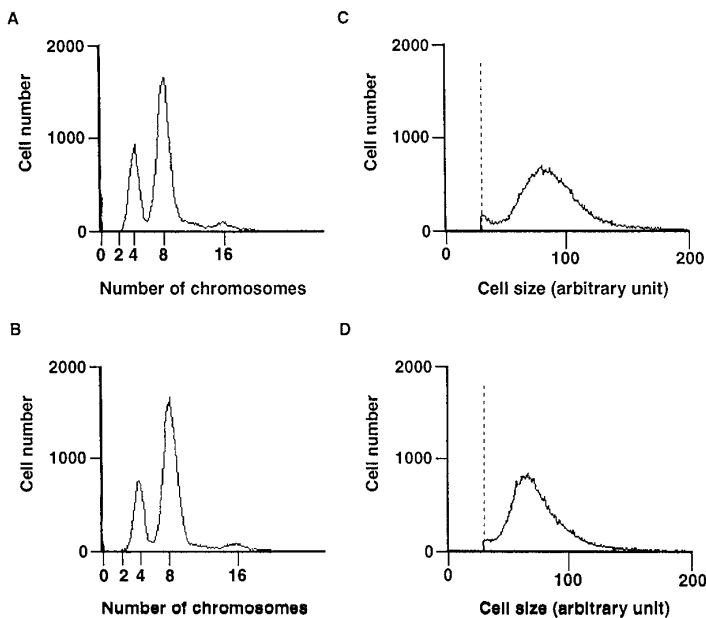 A
2000
1000
0
Cell number
0 2 4 8 16
Number of chromosomes
C
2000
1000
0
Cell number
0 100 200
Cell size (arbitrary unit)
B
2000
1000
0
Cell number
0 2 4 8 16
Number of chromosomes
D
2000
1000
0
Cell number
0 100 200
Cell size (arbitrary unit)